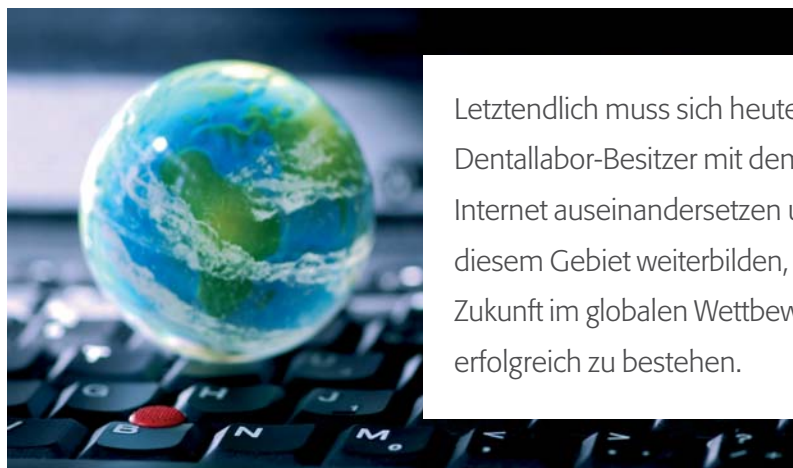 Letztendlich muss sich heute
Dentallabor-Besitzer mit dem
Internet auseinandersetzen
diesem Gebiet weiterbilden,
Zukunft im globalen
erfolgreich zu bestehen.
G H J
B N M
< > ?